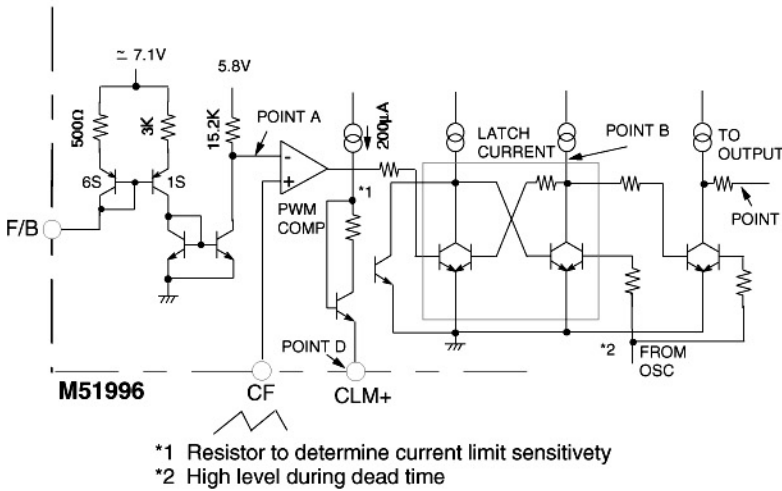 ≃ 7.1V
5.8V
500Ω
3K
15.2K
POINT A
200μA
LATCH
CURRENT
POINT B
TO
OUTPUT
6S
1S
-
+
*1
PWM
COMP
POINT
F/B
POINT D
*2
FROM
OSC
M51996
CF
CLM+
*1 Resistor to determine current limit sensitivety
*2 High level during dead time